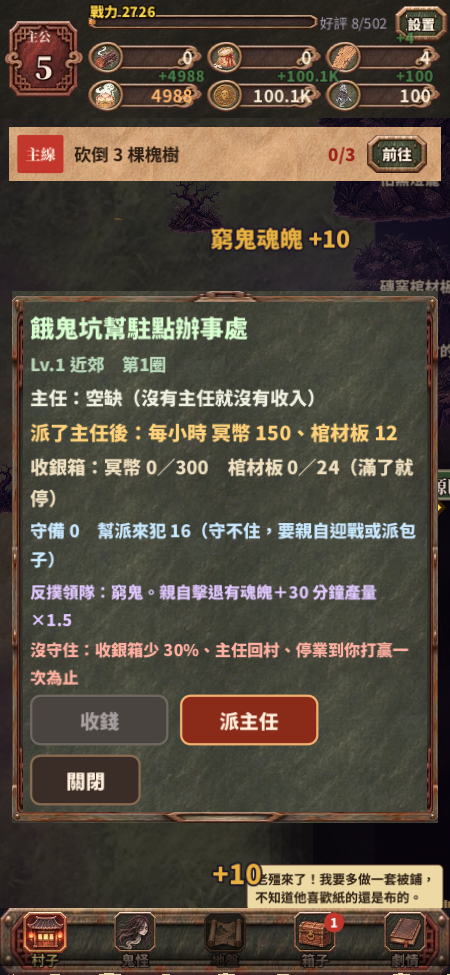 戰力 2726
好評 8/502
設置
主公
5
0
0
+4
4
+4988
+100.1K
+100
4988
100.1K
100
主線
砍倒 3 棵槐樹
0/3
前往
窮鬼魂魄 +10
餓鬼坑幫駐點辦事處
Lv.1 近郊　第1圈
主任：空缺（沒有主任就沒有收入）
派了主任後：每小時 冥幣 150、棺材板 12
收銀箱：冥幣 0／300　棺材板 0／24（滿了就
停）
守備 0　幫派來犯 16（守不住，要親自迎戰或派包
子）
反撲領隊：窮鬼。親自擊退有魂魄＋30 分鐘產量
×1.5
沒守住：收銀箱少 30%、主任回村、停業到你打贏一
次為止
收錢
派主任
關閉
+10
老殭來了！我要多做一套被鋪，
不知道他喜歡紙的還是布的。
村子
鬼怪
地盤
箱子
1
劇情